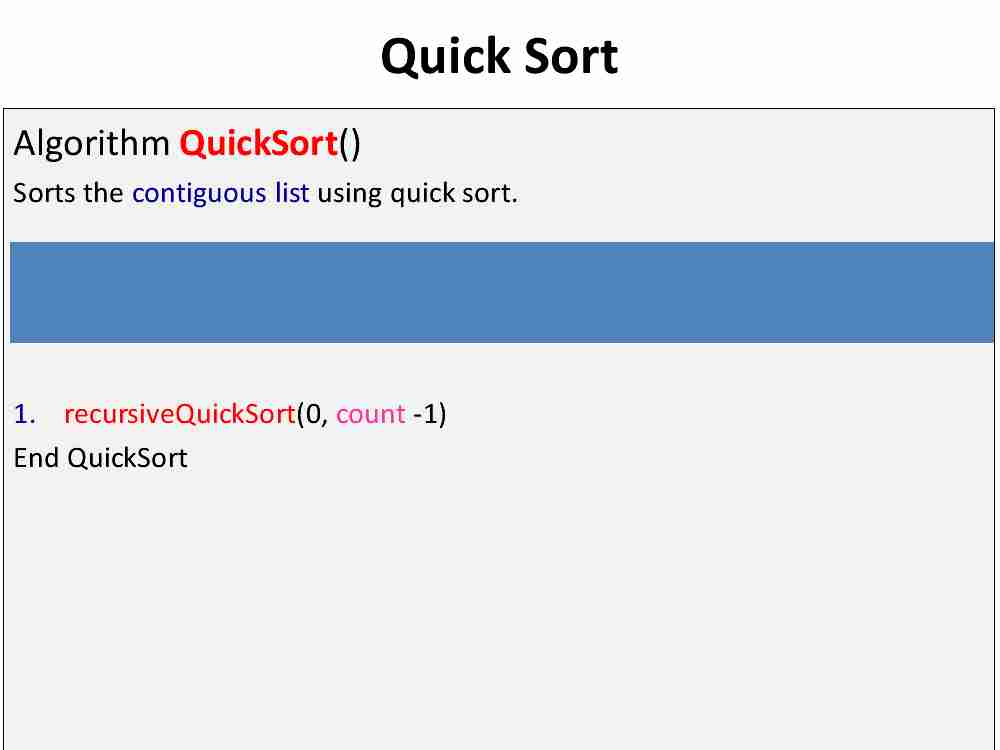 Quick Sort
Algorithm QuickSort()
Sorts the contiguous list using quick sort.
1. recursiveQuickSort(0, count -1)
End QuickSort